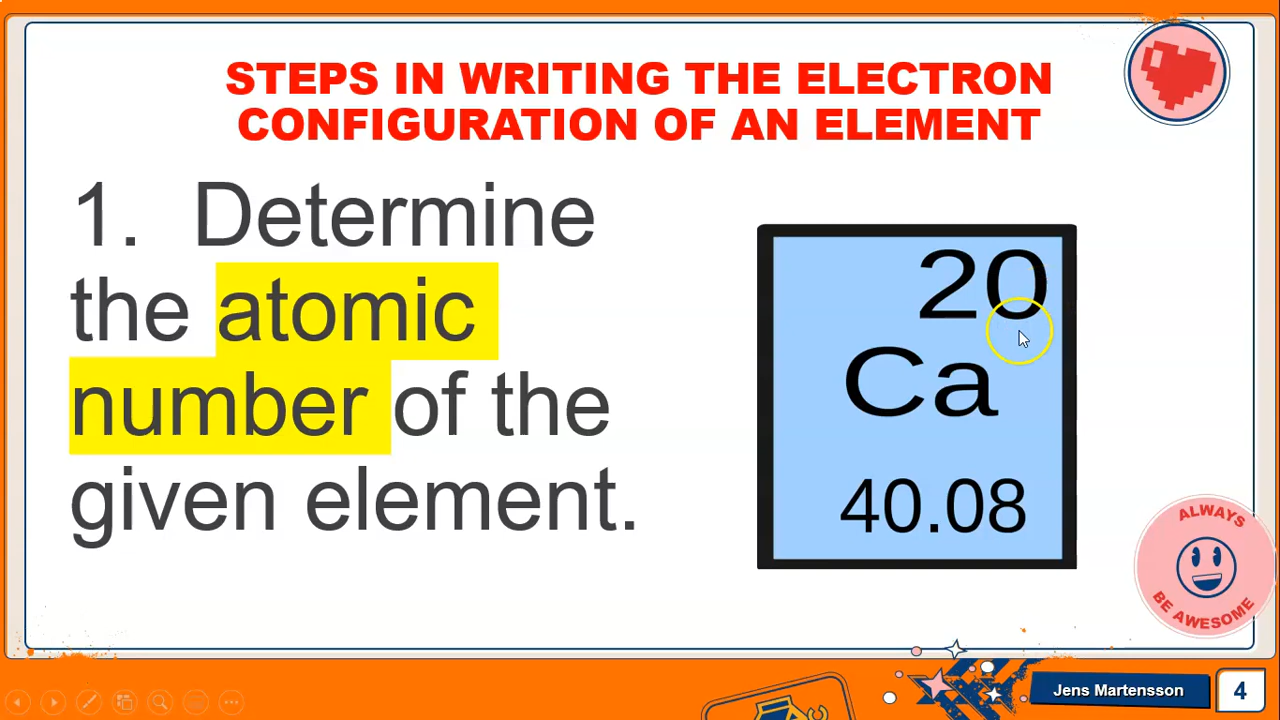 STEPS IN WRITING THE ELECTRON
CONFIGURATION OF AN ELEMENT
1. Determine
the atomic
number of the
given element.
20
Ca
40.08
ALWAYS
BE AWESOME
Jens Martensson
4